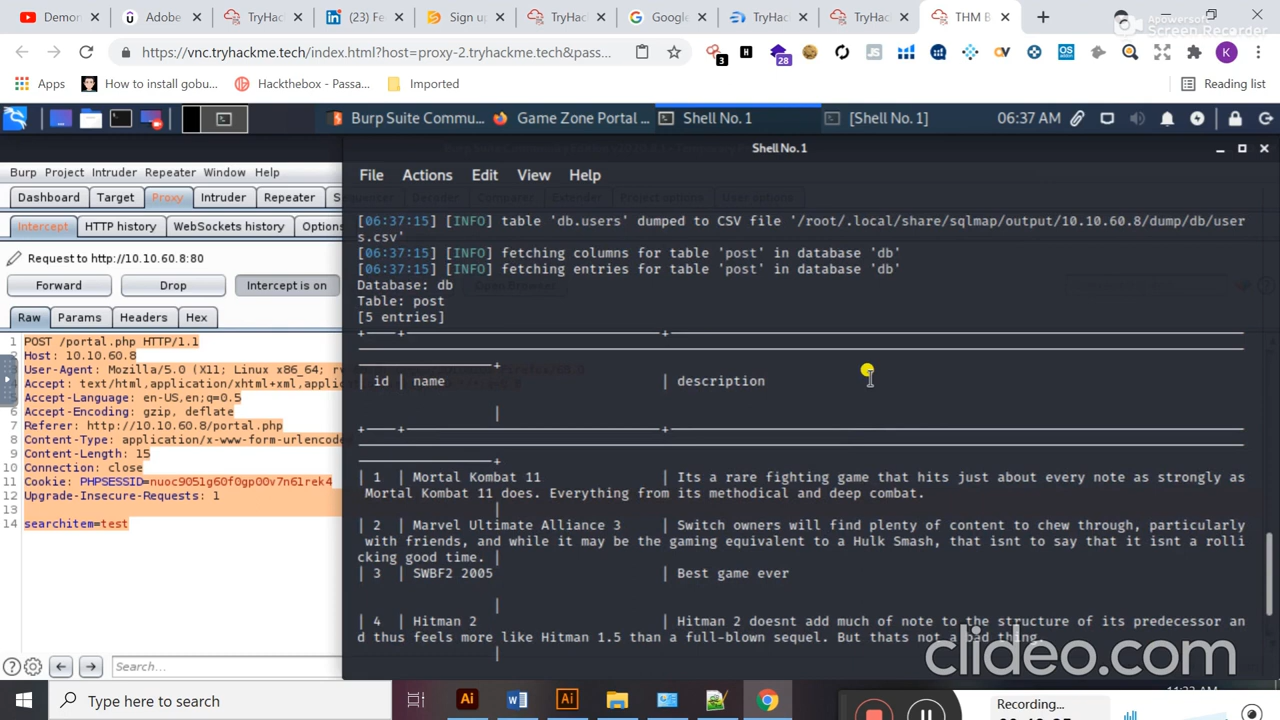 Demon
Adobe
TryHac
(23) Fe
Sign up
TryHac
Google
TryHac
TryHac
THM B
Apowersoft
Screen Recorder
https://vnc.tryhackme.tech/index.html?host=proxy-2.tryhackme.tech&pass...
3
28
OS
K
Apps
How to install gobu...
Hackthebox - Passa...
Imported
Reading list
Burp Suite Commu...
Game Zone Portal ...
Shell No. 1
[Shell No. 1]
06:37 AM
Shell No. 1
Burp Project Intruder Repeater Window Help
File Actions Edit View Help
Dashboard Target Proxy Intruder Repeater
Project options User options
Intercept HTTP history WebSockets history Options
Request to http://10.10.60.8:80
Forward Drop Intercept is on
Raw Params Headers Hex
1 POST /portal.php HTTP/1.1
2 Host: 10.10.60.8
3 User-Agent: Mozilla/5.0 (X11; Linux x86_64;
4 Accept: text/html,application/xhtml+xml,
5 Accept-Language: en-US,en;q=0.5
6 Accept-Encoding: gzip, deflate
7 Referer: http://10.10.60.8/portal.php
8 Content-Type: application/x-www-form-urlencode
9 Content-Length: 15
10 Connection: close
11 Cookie: PHPSESSID=nuoc9051g60f0gp00v7n61rek4
12 Upgrade-Insecure-Requests: 1
13
14 searchitem=test
Search...
[06:37:15] [INFO] table 'db.users' dumped to CSV file '/root/.local/share/sqlmap/output/10.10.60.8/dump/db/user
s.csv'
[06:37:15] [INFO] fetching columns for table 'post' in database 'db'
[06:37:15] [INFO] fetching entries for table 'post' in database 'db'
Database: db
Table: post
[5 entries]
| id | name | description
| 1 | Mortal Kombat 11 | Its a rare fighting game that hits just about every note as strongly as
Mortal Kombat 11 does. Everything from its methodical and deep combat.
| 2 | Marvel Ultimate Alliance 3 | Switch owners will find plenty of content to chew through, particularly
with friends, and while it may be the gaming equivalent to a Hulk Smash, that isnt to say that it isnt a rolli
cking good time. |
| 3 | SWBF2 2005 | Best game ever
| 4 | Hitman 2 | Hitman 2 doesnt add much of note to the structure of its predecessor an
d thus feels more like Hitman 1.5 than a full-blown sequel. But thats not a bad thing.
clideo.com
Type here to search
Recording...